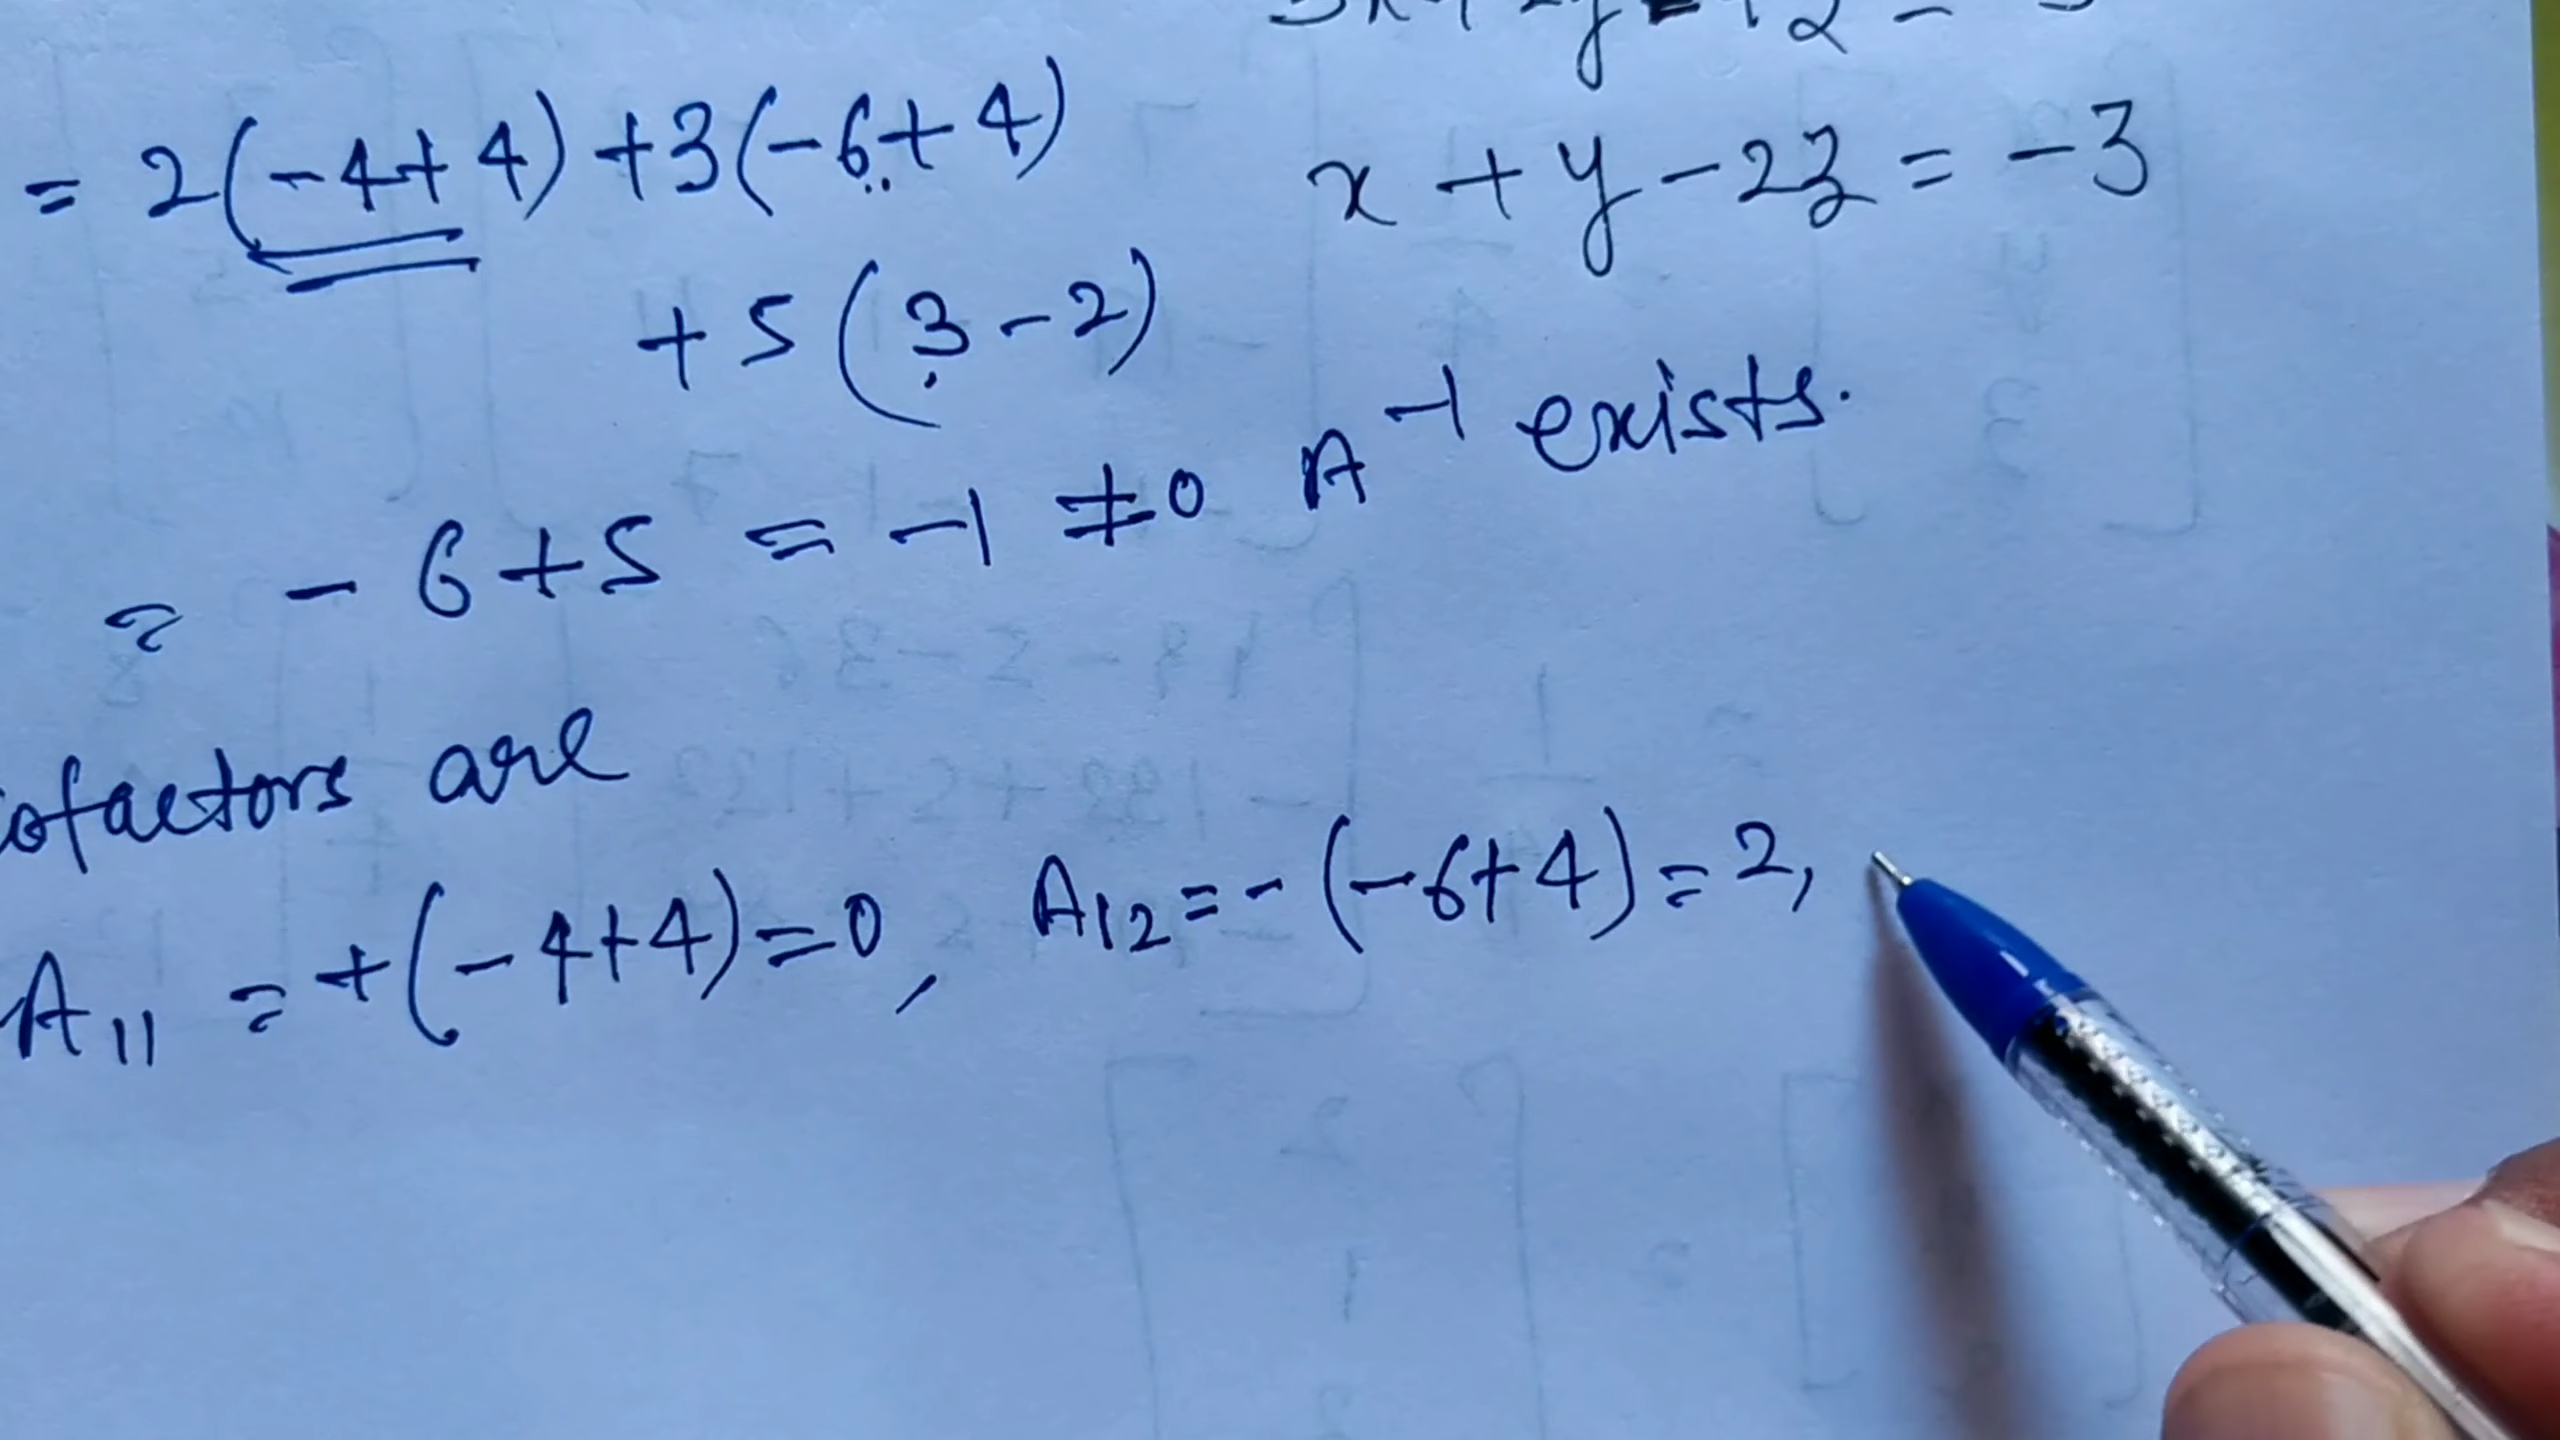 = 2(-4+4) +3(-6+4)
x + y - 2z = -3
+ 5 (3-2)
= - 6+5 = -1 ≠0 A⁻¹ exists.
ofactors are
A₁₁ = +(-4+4)=0, A₁₂ = -(-6+4) = 2,